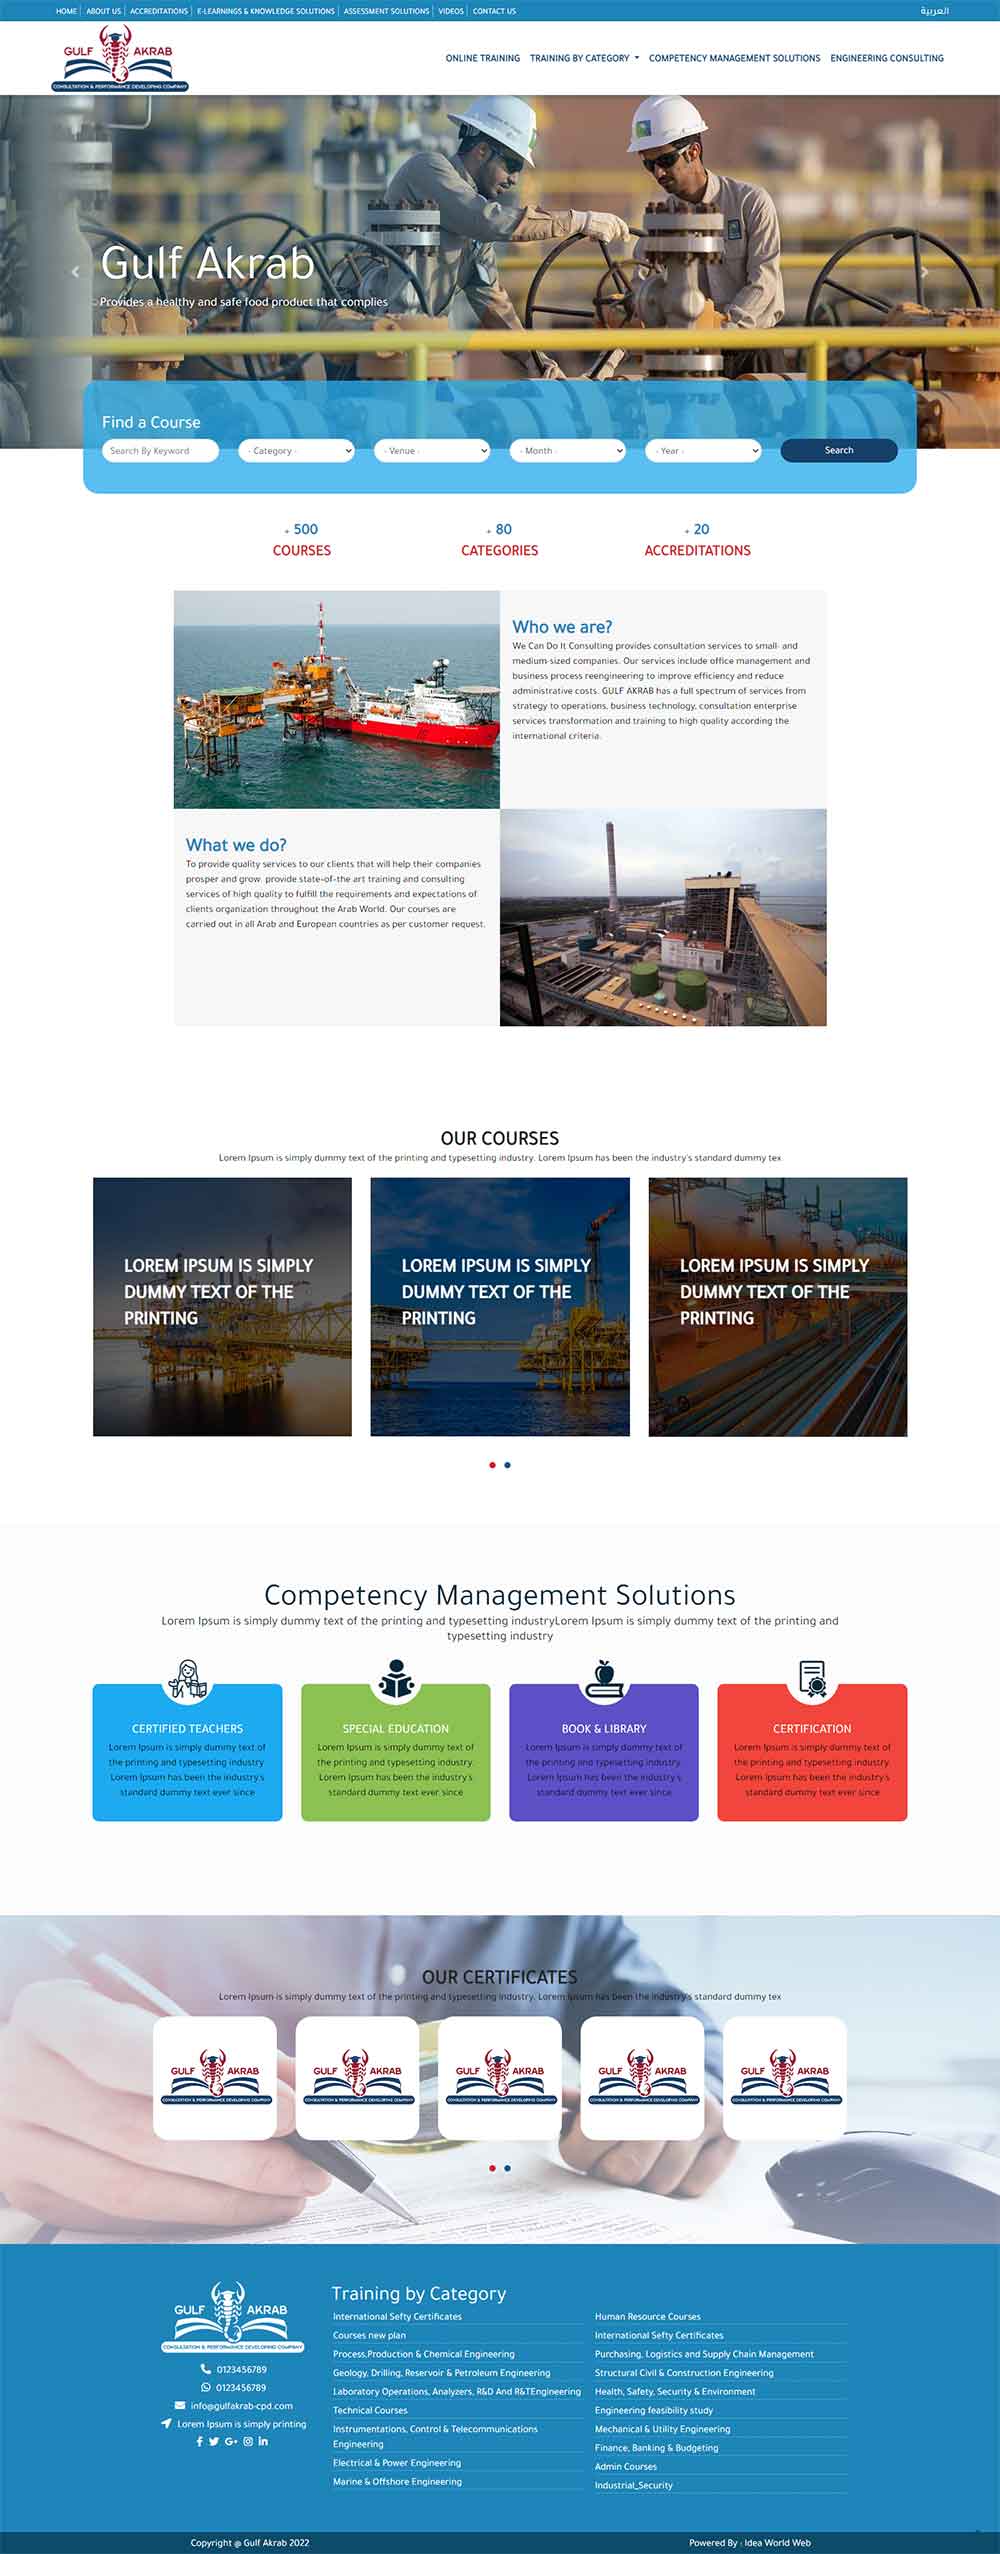 HOME ABOUT US ACCREDITATIONS E-LEARNINGS & KNOWLEDGE SOLUTIONS ASSESSMENT SOLUTIONS VIDEOS CONTACT US العربية
GULF AKRAB
CONSULTATION & PERFORMANCE DEVELOPING COMPANY
ONLINE TRAINING TRAINING BY CATEGORY COMPETENCY MANAGEMENT SOLUTIONS ENGINEERING CONSULTING
Gulf Akrab
Provides a healthy and safe food product that complies
Find a Course
Search By Keyword - Category - - Venue - - Month - - Year - Search
+ 500 + 80 + 20
COURSES CATEGORIES ACCREDITATIONS
Who we are?
We Can Do It Consulting provides consultation services to small- and
medium-sized companies. Our services include office management and
business process reengineering to improve efficiency and reduce
administrative costs. GULF AKRAB has a full spectrum of services from
strategy to operations, business technology, consultation enterprise
services transformation and training to high quality according the
international criteria.
What we do?
To provide quality services to our clients that will help their companies
prosper and grow. provide state-of-the art training and consulting
services of high quality to fulfill the requirements and expectations of
clients organization throughout the Arab World. Our courses are
carried out in all Arab and European countries as per customer request.
OUR COURSES
Lorem Ipsum is simply dummy text of the printing and typesetting industry. Lorem Ipsum has been the industry's standard dummy tex
LOREM IPSUM IS SIMPLY
DUMMY TEXT OF THE
PRINTING
LOREM IPSUM IS SIMPLY
DUMMY TEXT OF THE
PRINTING
LOREM IPSUM IS SIMPLY
DUMMY TEXT OF THE
PRINTING
Competency Management Solutions
Lorem Ipsum is simply dummy text of the printing and typesetting industryLorem Ipsum is simply dummy text of the printing and
typesetting industry
CERTIFIED TEACHERS
Lorem Ipsum is simply dummy text of
the printing and typesetting industry.
Lorem Ipsum has been the industry's
standard dummy text ever since
SPECIAL EDUCATION
Lorem Ipsum is simply dummy text of
the printing and typesetting industry.
Lorem Ipsum has been the industry's
standard dummy text ever since
BOOK & LIBRARY
Lorem Ipsum is simply dummy text of
the printing and typesetting industry.
Lorem Ipsum has been the industry's
standard dummy text ever since
CERTIFICATION
Lorem Ipsum is simply dummy text of
the printing and typesetting industry.
Lorem Ipsum has been the industry's
standard dummy text ever since
OUR CERTIFICATES
Lorem Ipsum is simply dummy text of the printing and typesetting industry. Lorem Ipsum has been the industry's standard dummy tex
GULF AKRAB
CONSULTATION & PERFORMANCE DEVELOPING COMPANY
GULF AKRAB
CONSULTATION & PERFORMANCE DEVELOPING COMPANY
GULF AKRAB
CONSULTATION & PERFORMANCE DEVELOPING COMPANY
GULF AKRAB
CONSULTATION & PERFORMANCE DEVELOPING COMPANY
GULF AKRAB
CONSULTATION & PERFORMANCE DEVELOPING COMPANY
GULF AKRAB
CONSULTATION & PERFORMANCE DEVELOPING COMPANY
0123456789
0123456789
info@gulfakrab-cpd.com
Lorem Ipsum is simply printing
Training by Category
International Sefty Certificates
Courses new plan
Process,Production & Chemical Engineering
Geology, Drilling, Reservoir & Petroleum Engineering
Laboratory Operations, Analyzers, R&D And R&TEngineering
Technical Courses
Instrumentations, Control & Telecommunications
Engineering
Electrical & Power Engineering
Marine & Offshore Engineering
Human Resource Courses
International Sefty Certificates
Purchasing, Logistics and Supply Chain Management
Structural Civil & Construction Engineering
Health, Safety, Security & Environment
Engineering feasibility study
Mechanical & Utility Engineering
Finance, Banking & Budgeting
Admin Courses
Industrial_Security
Copyright @ Gulf Akrab 2022
Powered By : Idea World Web